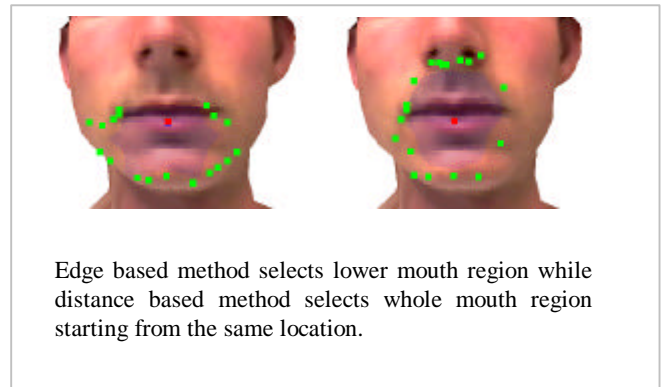 Edge based method selects lower mouth region while
distance based method selects whole mouth region
starting from the same location.